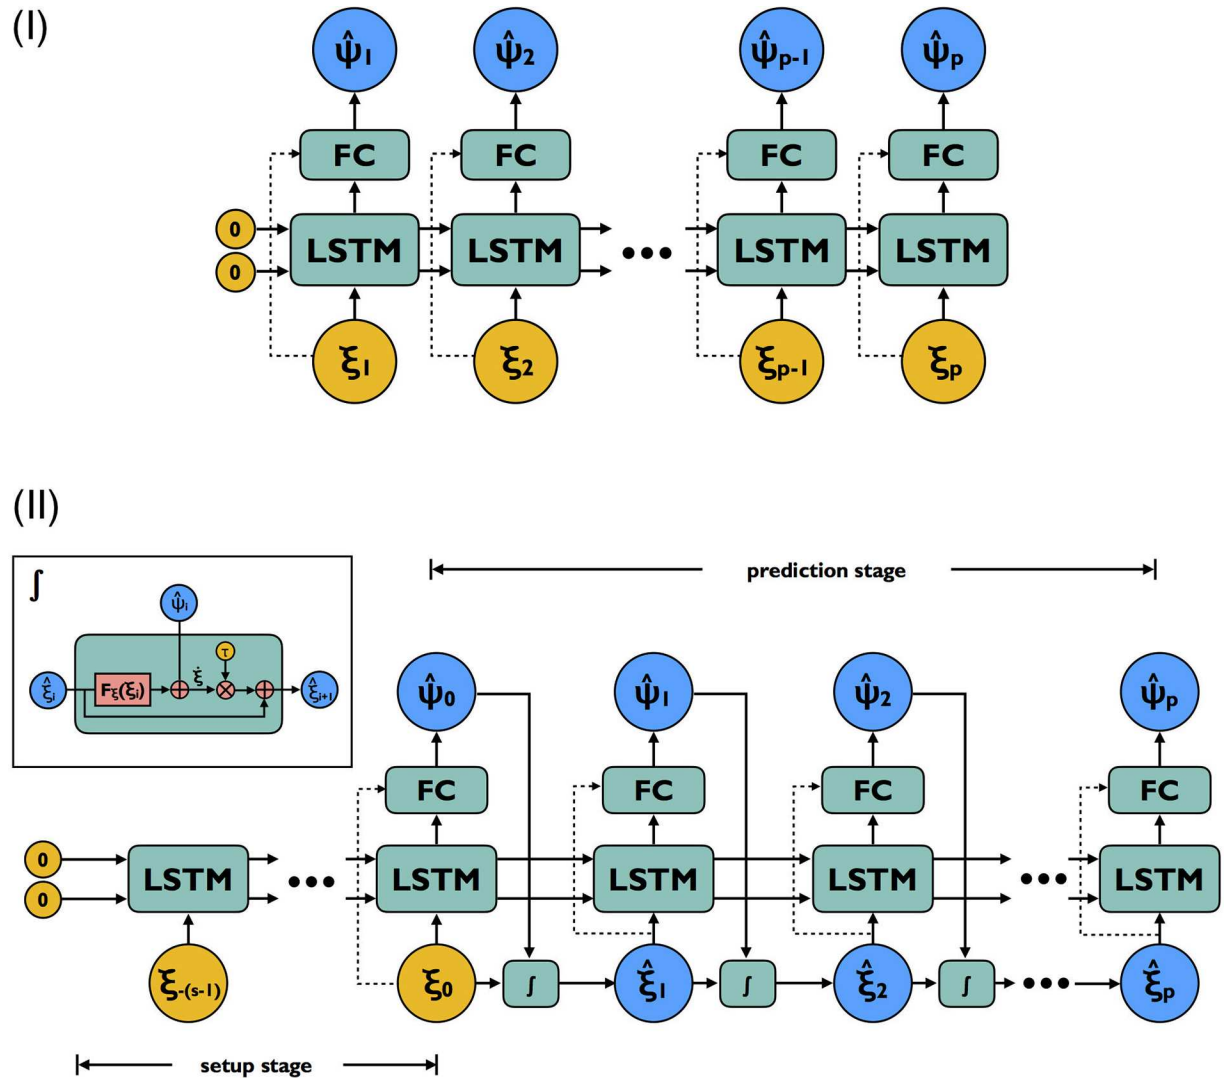 (I)
ψ̂1 ψ̂2 ψ̂p-1 ψ̂p
FC FC FC FC
0
LSTM LSTM ••• LSTM LSTM
0
ξ1 ξ2 ξp-1 ξp
(II)
∫
prediction stage
ψ̂i
τ
ξ̂i Fξ(ξi) + ξ̇ × + ξ̂i+1
ψ̂0 ψ̂1 ψ̂2 ψ̂p
FC FC FC FC
0
LSTM ••• LSTM LSTM LSTM ••• LSTM
0
ξ-(s-1) ξ0 ∫ ξ̂1 ∫ ξ̂2 ∫ ••• ξ̂p
setup stage